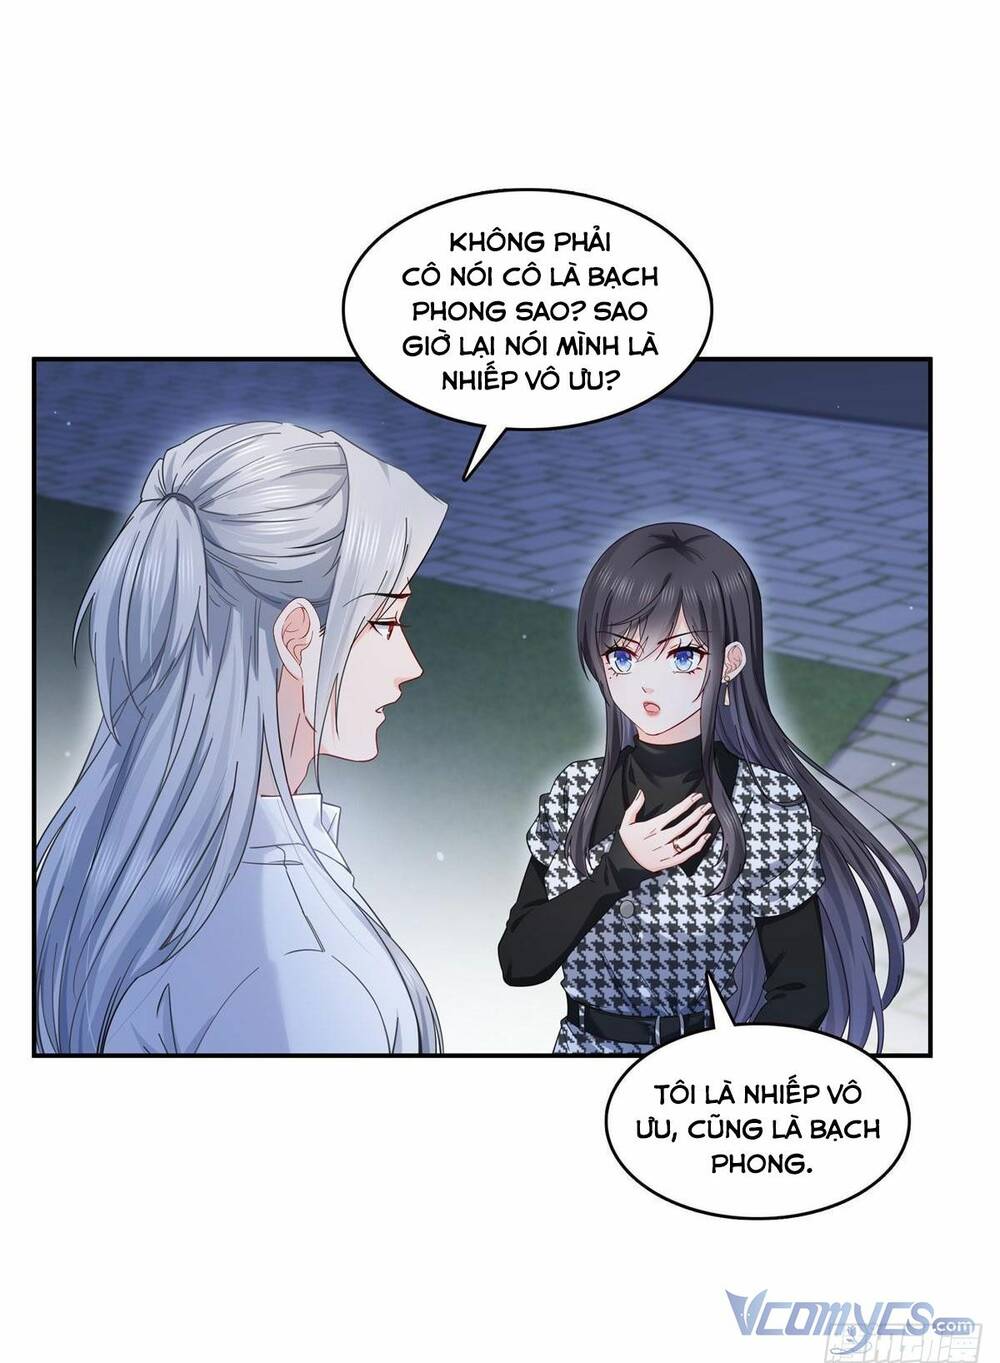 KHÔNG PHẢI
CÔ NÓI CÔ LÀ BẠCH
PHONG SAO? SAO
GIỜ LẠI NÓI MÌNH LÀ
NHIẾP VÔ ƯU?
TÔI LÀ NHIẾP VÔ
ƯU, CŨNG LÀ BẠCH
PHONG.
VCOMYCS.com